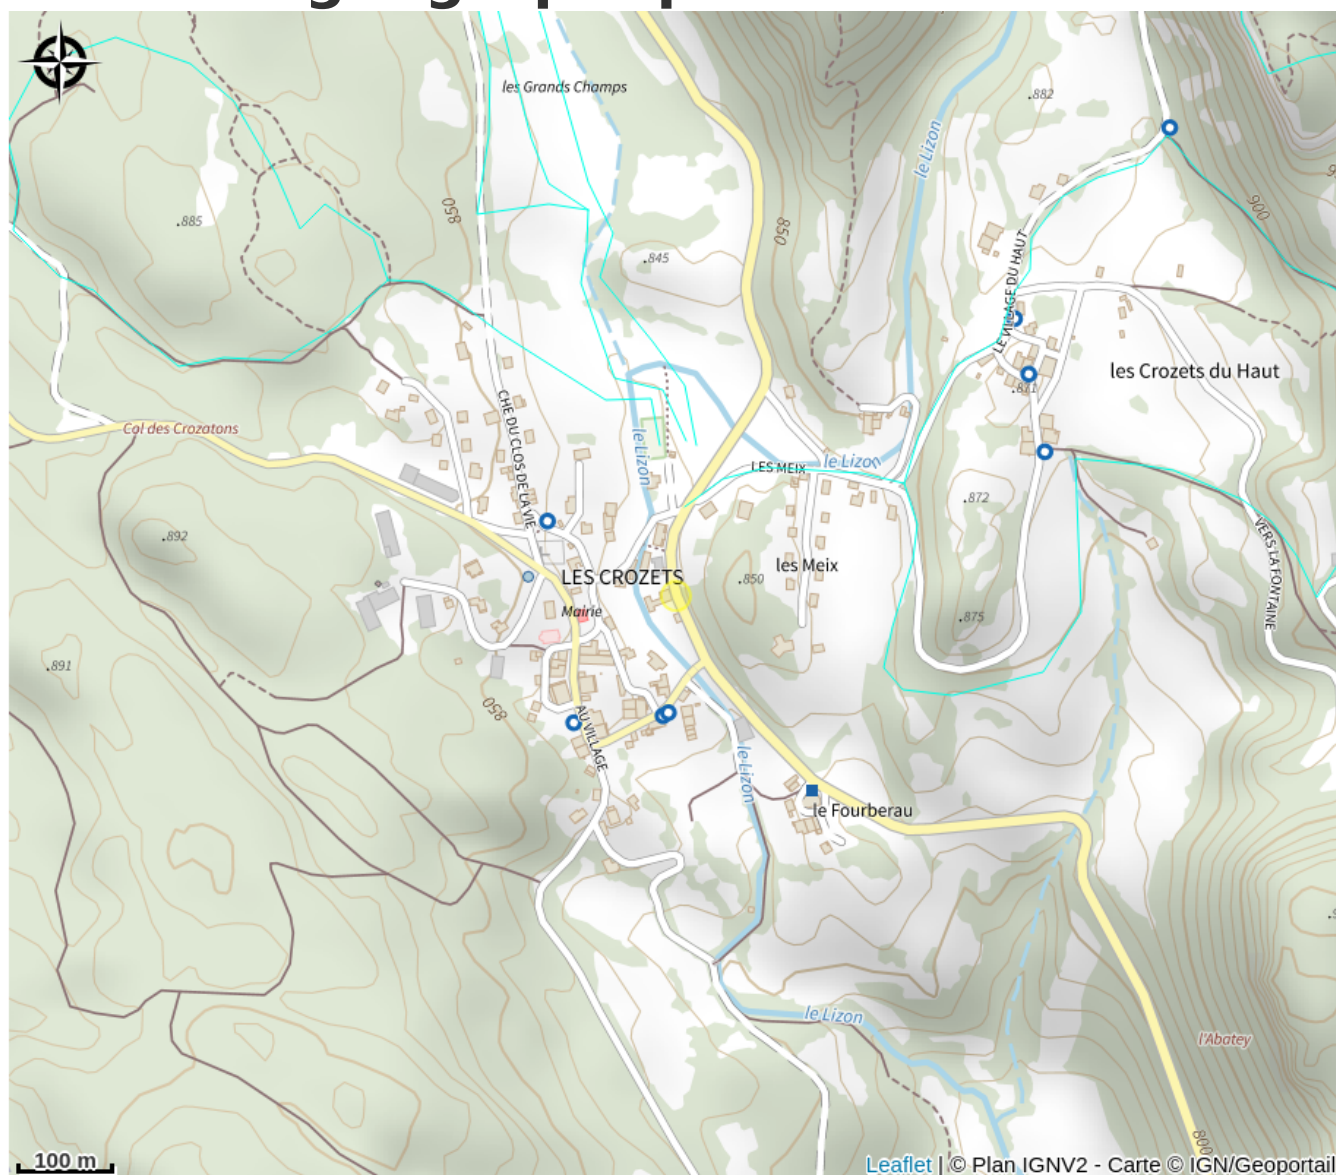 les Grands Champs
.882
le Lizon
850
.885
900
850
.845
LE VILLAGE DU HAUT
les Crozets du Haut
.871
Col des Crozatons
CHE DU CLOS DE LA VIE
le Lizon
LES MEIX
le Lizon
.872
.892
VERS LA FONTAINE
les Meix
LES CROZETS
.850
Mairie
.875
.891
850
AU VILLAGE
le Lizon
le Fourberau
le Lizon
l'Abatey
800
100 m
Leaflet | © Plan IGNV2 - Carte © IGN/Geoportail